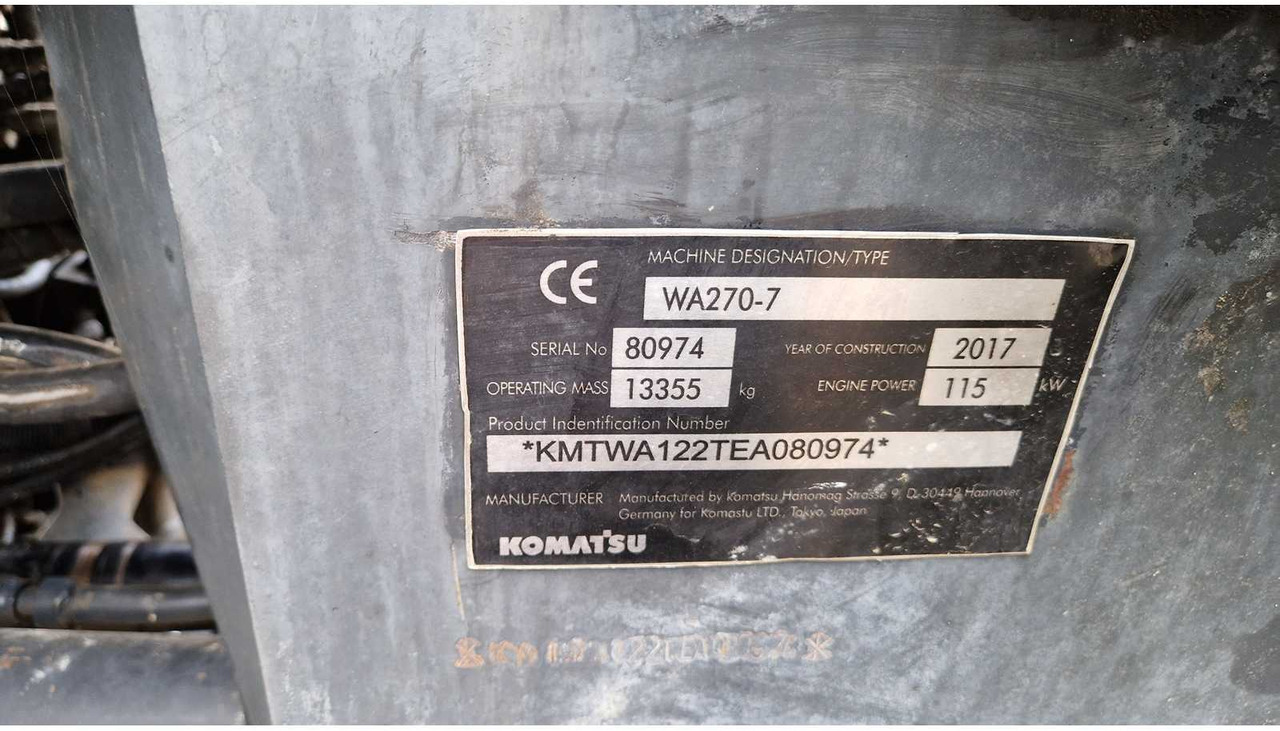 CE
MACHINE DESIGNATION/TYPE
WA270-7
SERIAL No 80974 YEAR OF CONSTRUCTION 2017
OPERATING MASS 13355 kg ENGINE POWER 115 kW
Product Indentification Number
*KMTWA122TEA080974*
MANUFACTURER Manufactured by Komatsu Hanomag Strasse 9, D-30449 Hannover
Germany for Komastu LTD., Tokyo, Japan
KOMATSU